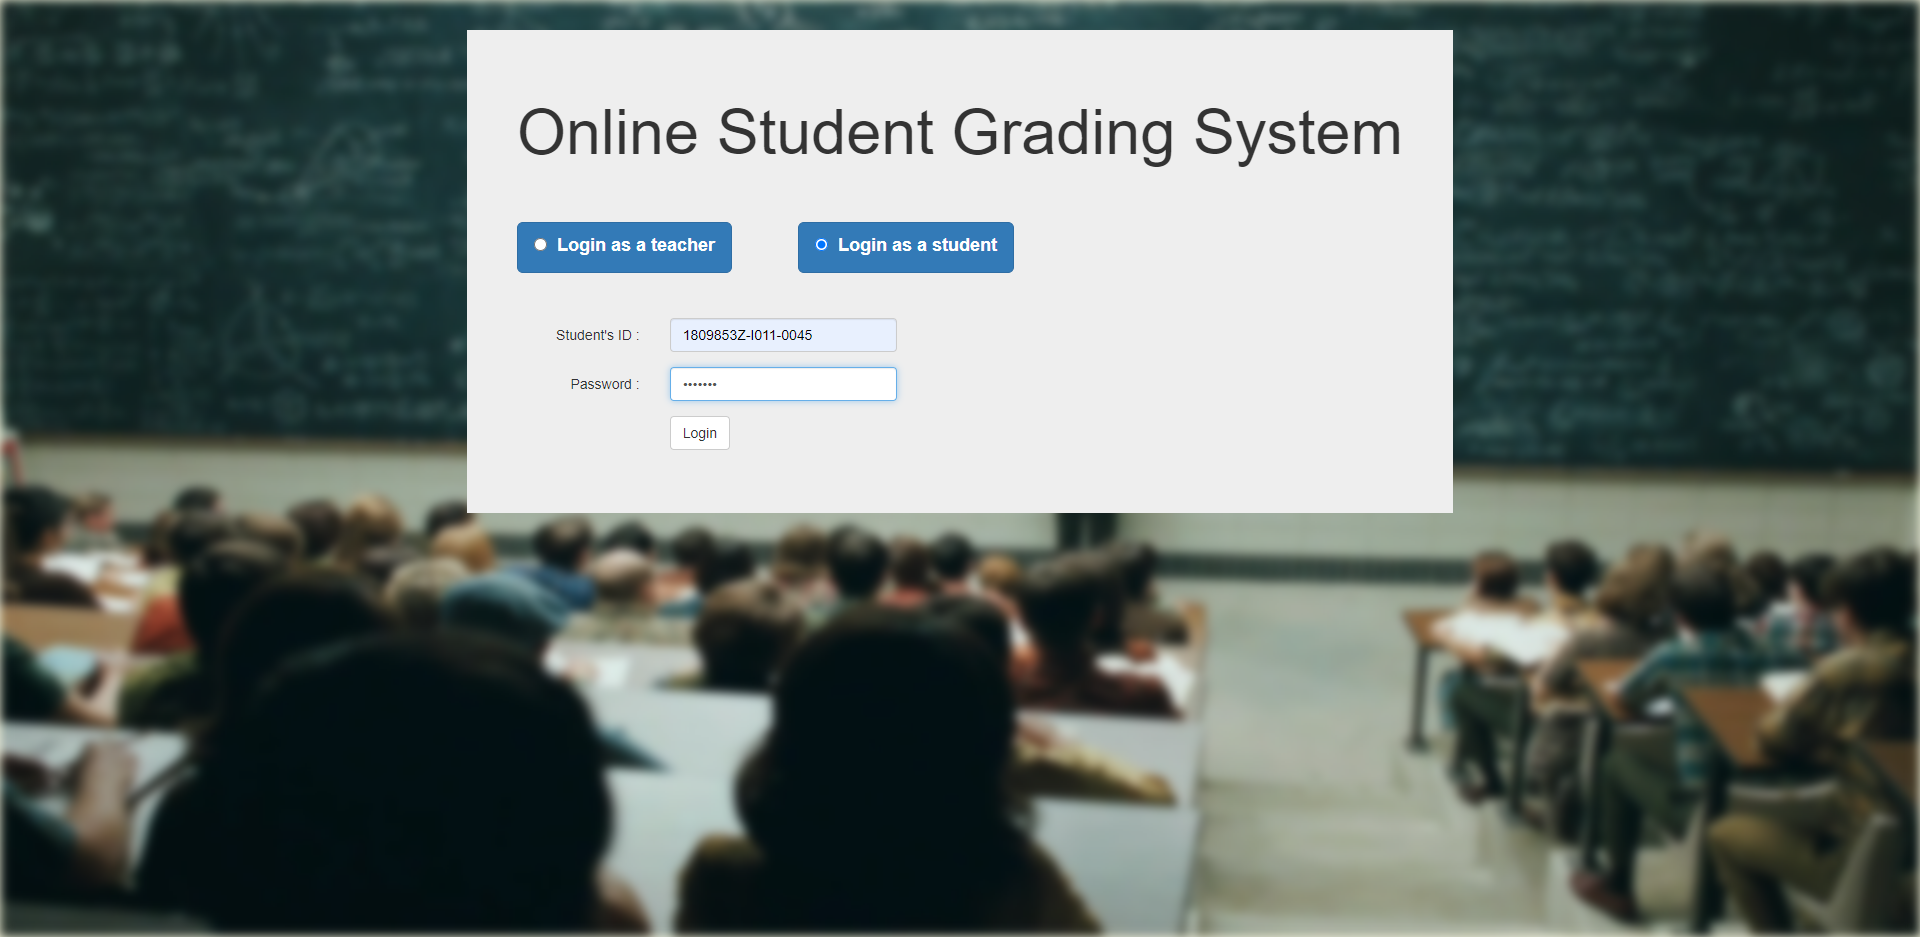 Online Student Grading System
Login as a teacher
Login as a student
Student's ID :
1809853Z-I011-0045
Password :
•••••••
Login